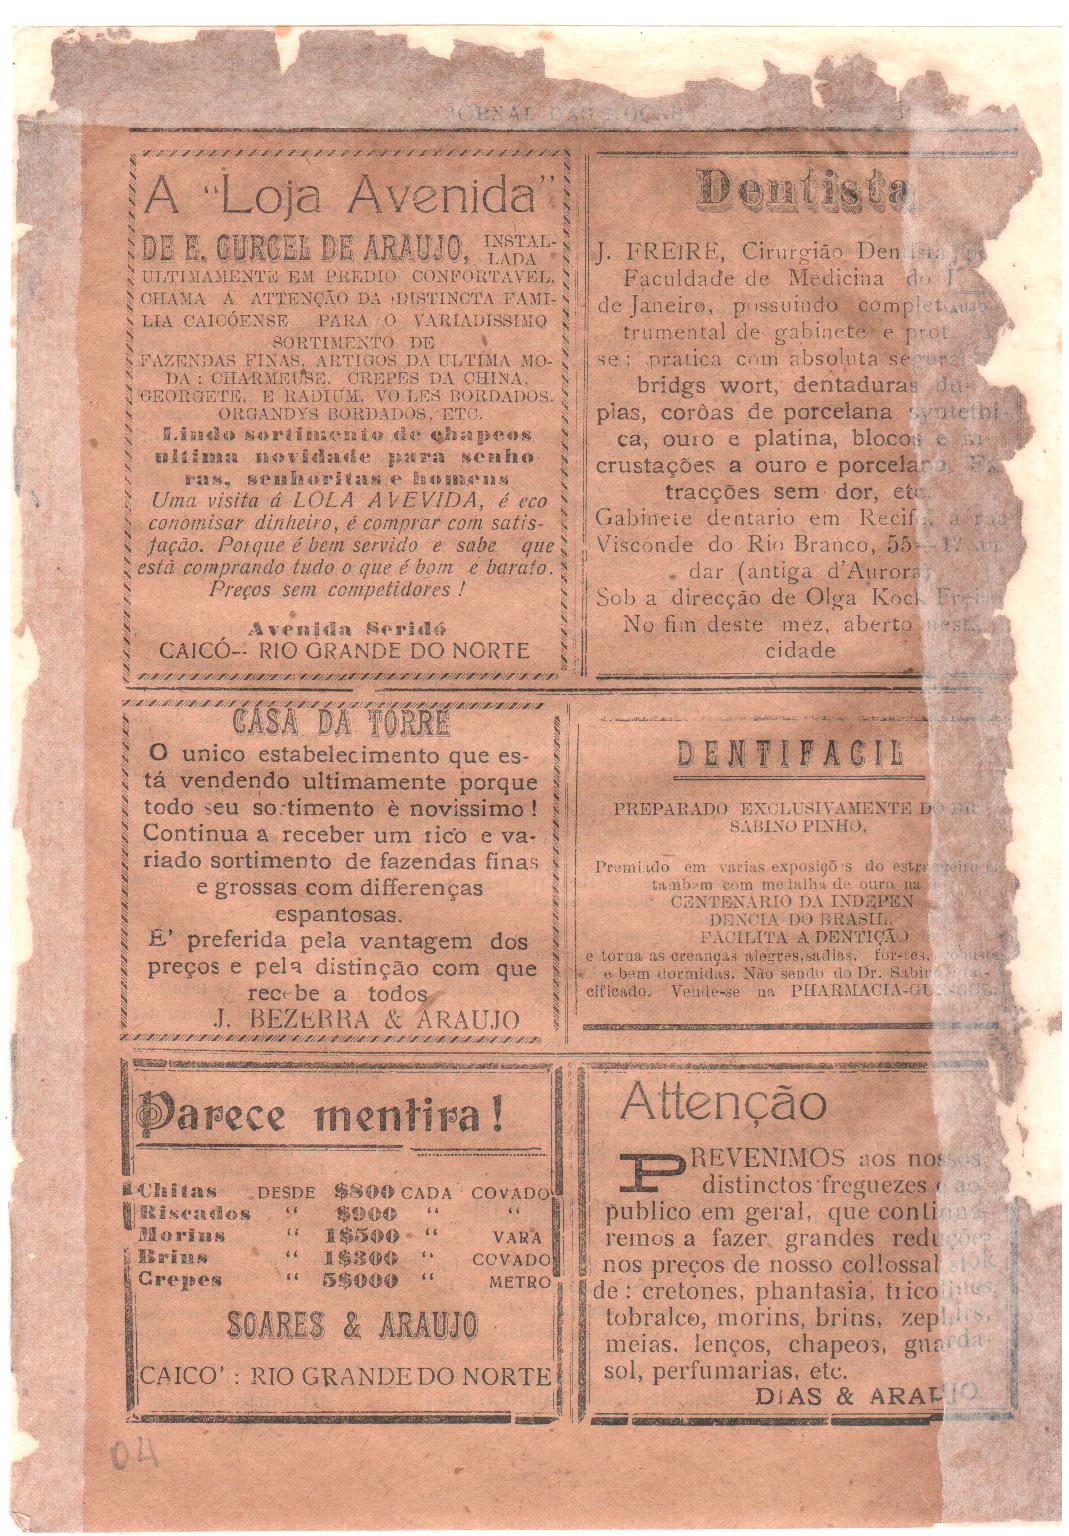 JORNAL DAS MOÇAS
A "Loja Avenida"
DE E. GURGEL DE ARAUJO, INSTAL-
LADA
ULTIMAMENTE EM PREDIO CONFORTAVEL,
CHAMA A ATTENÇÃO DA DISTINCTA FAMI-
LIA CAICÓENSE PARA O VARIADISSIMO
SORTIMENTO DE
FAZENDAS FINAS, ARTIGOS DA ULTIMA MO-
DA : CHARMEUSE, CREPES DA CHINA,
GEORGETE, E RADIUM, VO LES BORDADOS,
ORGANDYS BORDADOS, ETC.
Lindo sortimento de chapeos
ultima novidade para senho
ras, senhoritas e homens
Uma visita á LOLA AVEVIDA, é eco
conomisar dinheiro, é comprar com satis-
fação. Porque é bem servido e sabe que
está comprando tudo o que é bom e barato.
Preços sem competidores !
Avenida Seridó
CAICÓ-- RIO GRANDE DO NORTE
Dentista
J. FREIRE, Cirurgião Dentista
Faculdade de Medicina do
de Janeiro, possuindo
trumental de gabinete e
se ; pratica com absoluta
bridgs wort, dentaduras du-
plas, corôas de porcelana syntethi-
ca, ouro e platina, blocos e in-
crustações a ouro e porcelana. Ex
tracções sem dor, etc.
Gabinete dentario em Recife, a rua
Visconde do Rio Branco, 55—1º an
dar (antiga d'Aurora)
Sob a direcção de Olga Kock Freire
No fim deste mez, aberto nesta
cidade
CASA DA TORRE
O unico estabelecimento que es-
tá vendendo ultimamente porque
todo seu sortimento è novissimo !
Continua a receber um rico e va-
riado sortimento de fazendas finas
e grossas com differenças
espantosas.
E' preferida pela vantagem dos
preços e pela distinção com que
recebe a todos
J. BEZERRA & ARAUJO
DENTIFACIL
PREPARADO EXCLUSIVAMENTE DO DR
SABINO PINHO,
Premiado em varias exposições do estrangeiro e
tambem com medalha de ouro na
CENTENARIO DA INDEPEN
DENCIA DO BRASIL.
FACILITA A DENTIÇÃO
e torna as creanças alegres, sadias, fortes, robustas
e bem dormidas. Não sendo do Dr. Sabino é fal-
cificado. Vende-se na PHARMACIA-GURGEL.
Parece mentira !
Chitas DESDE $800 CADA COVADO
Riscados " $900 " "
Morins " 1$500 " VARA
Brins " 1$300 " COVADO
Crepes " 5$000 " METRO
SOARES & ARAUJO
CAICO' : RIO GRANDE DO NORTE
Attenção
PREVENIMOS aos nossos
distinctos freguezes e ao
publico em geral, que continua-
remos a fazer grandes reducções
nos preços de nosso collossal stok
de : cretones, phantasia, tricolines,
tobralco, morins, brins, zephires,
meias, lenços, chapeos, guarda-
sol, perfumarias, etc.
DIAS & ARAUJO
04